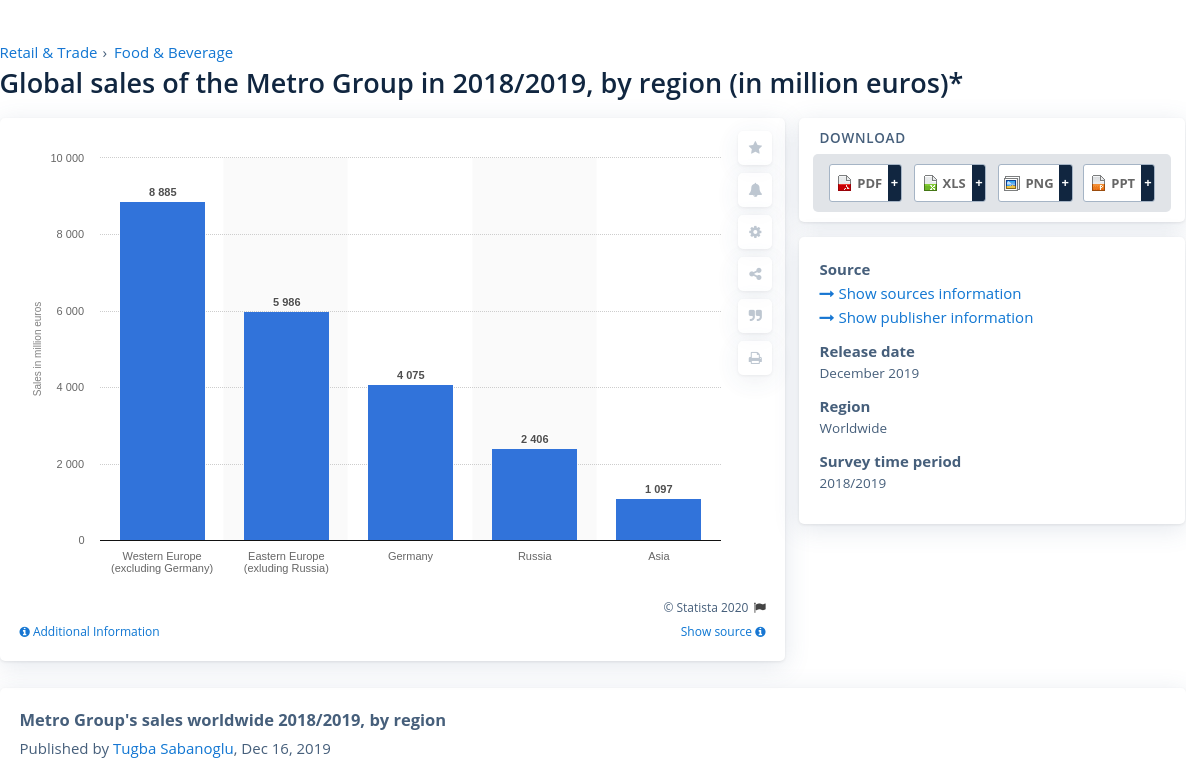 Retail & Trade › Food & Beverage
Global sales of the Metro Group in 2018/2019, by region (in million euros)*
Sales in million euros
10 000
8 000
6 000
4 000
2 000
0
8 885
5 986
4 075
2 406
1 097
Western Europe
(excluding Germany)
Eastern Europe
(exluding Russia)
Germany
Russia
Asia
© Statista 2020
Additional Information
Show source
DOWNLOAD
PDF + XLS + PNG + PPT +
Source
Show sources information
Show publisher information
Release date
December 2019
Region
Worldwide
Survey time period
2018/2019
Metro Group's sales worldwide 2018/2019, by region
Published by Tugba Sabanoglu, Dec 16, 2019